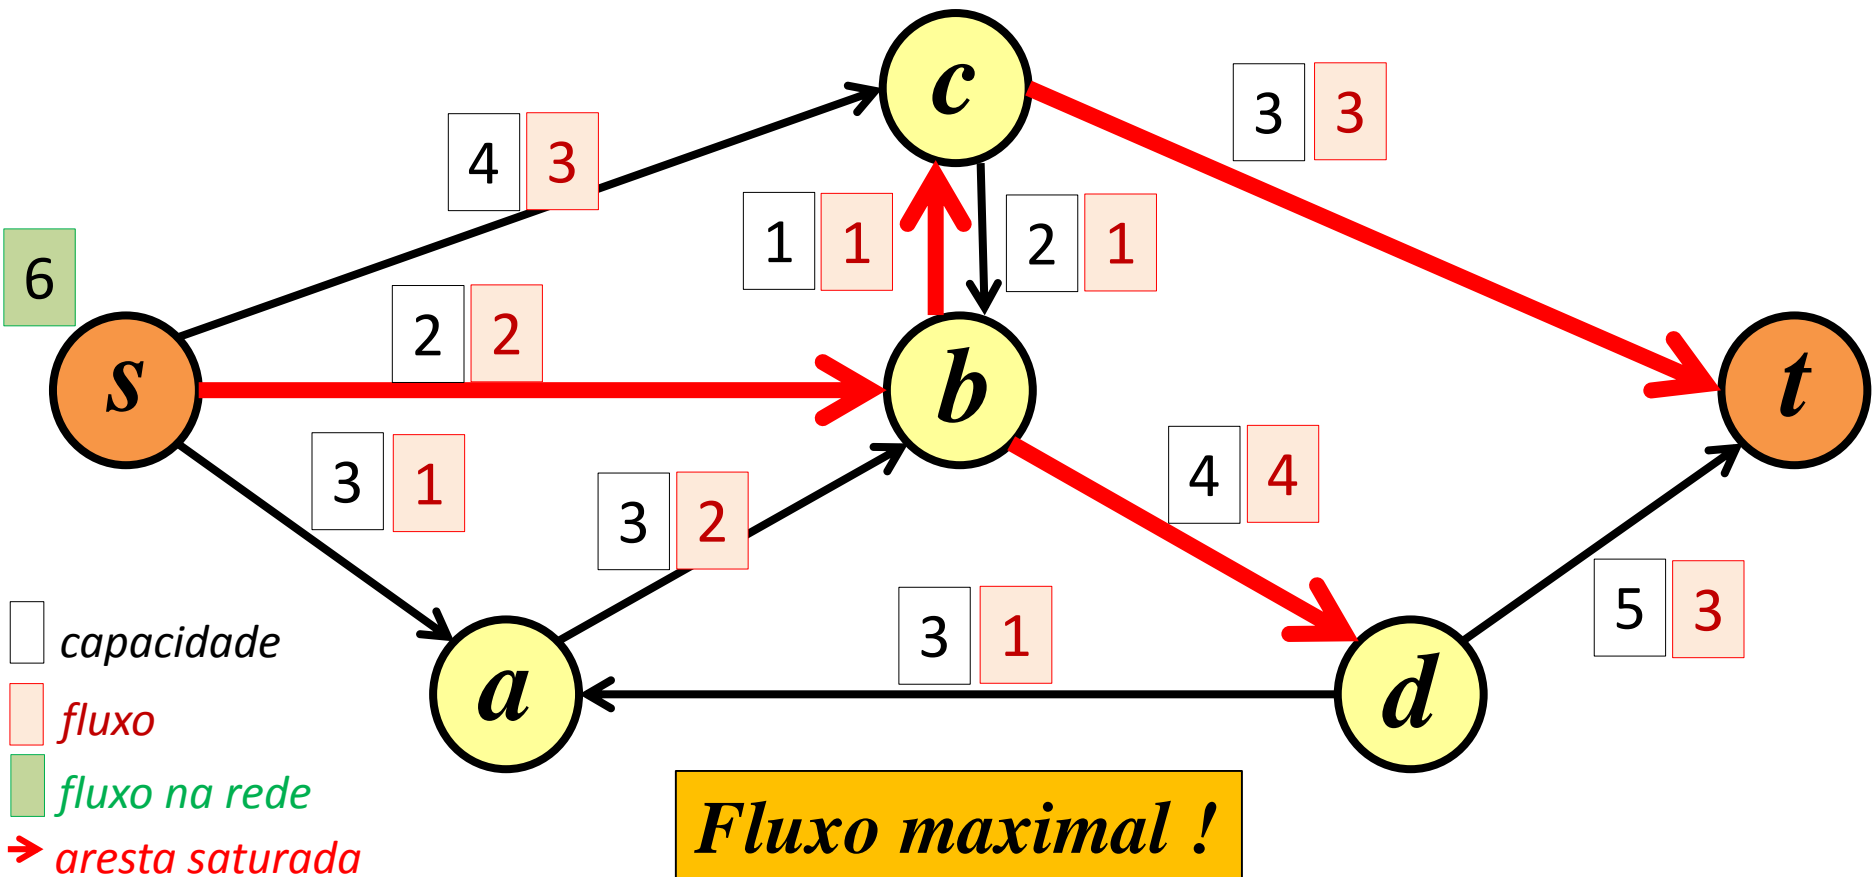 c
3 3
4 3
1 1
2 1
6
2 2
s
b
t
3 1
3 2
4 4
3 1
5 3
capacidade
a
d
fluxo
fluxo na rede
Fluxo maximal !
aresta saturada